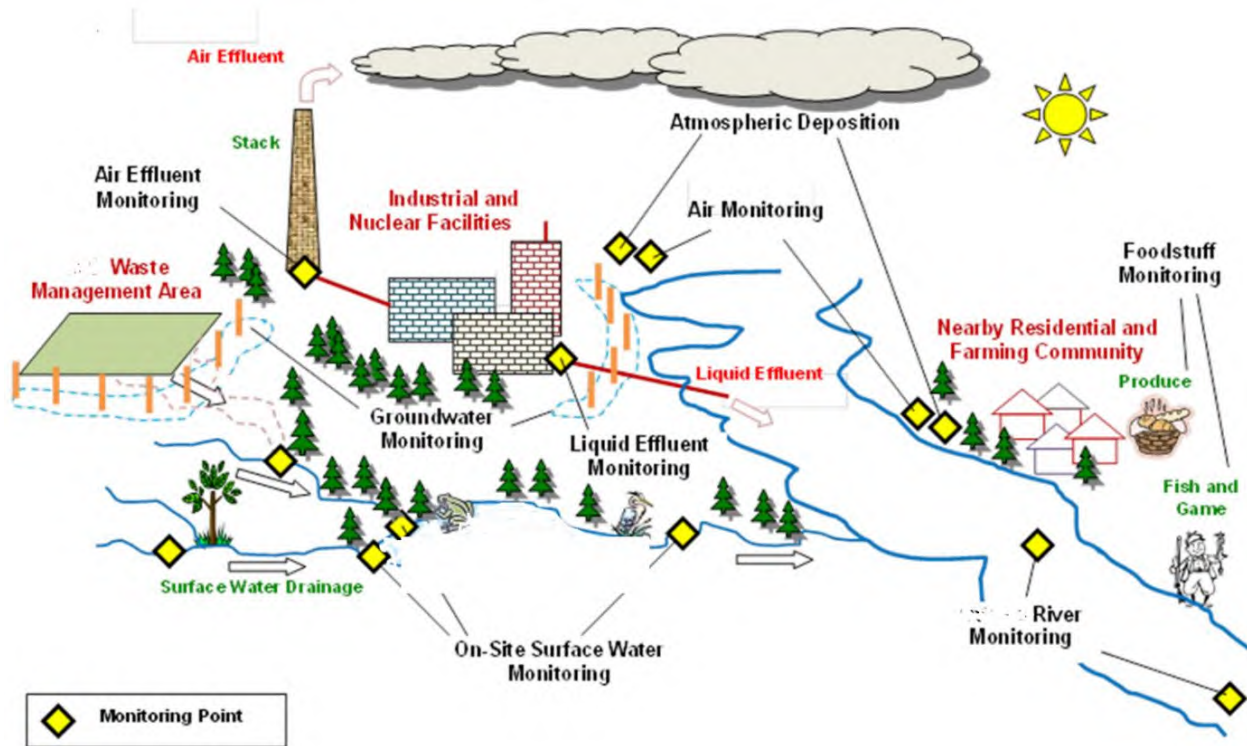 Air Effluent
Atmospheric Deposition
Stack
Air Effluent
Monitoring
Industrial and
Nuclear Facilities
Air Monitoring
Foodstuff
Monitoring
Waste
Management Area
Nearby Residential and
Farming Community
Produce
Liquid Effluent
Groundwater
Monitoring
Liquid Effluent
Monitoring
Fish and
Game
Surface Water Drainage
River
Monitoring
On-Site Surface Water
Monitoring
Monitoring Point